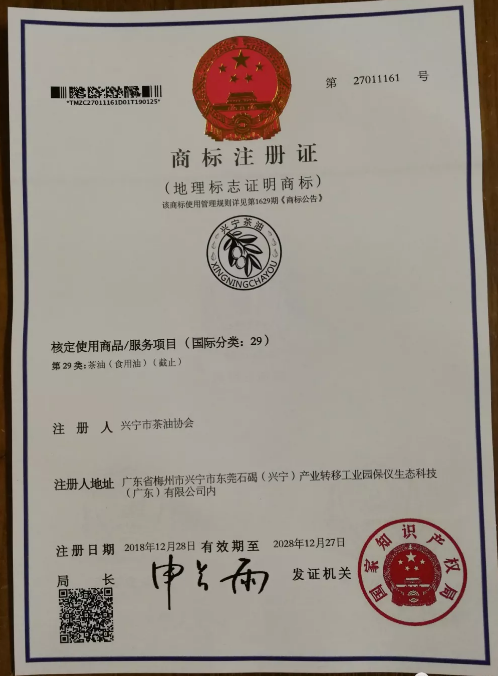 *TMZC27011161D01T190125*
第 27011161 号
商标注册证
(地理标志证明商标)
该商标使用管理规则详见第1629期《商标公告》
兴宁茶油
XINGNINGCHAYOU
核定使用商品/服务项目（国际分类：29）
第29类:茶油(食用油)(截止)
注册人 兴宁市茶油协会
注册人地址 广东省梅州市兴宁市东莞石碣(兴宁)产业转移工业园保仪生态科技
(广东)有限公司内
注册日期 2018年12月28日 有效期至 2028年12月27日
局长 申长雨 发证机关
国家知识产权局